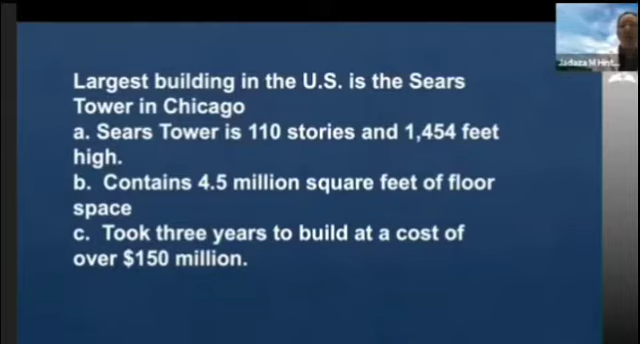 Largest building in the U.S. is the Sears
Tower in Chicago
a. Sears Tower is 110 stories and 1,454 feet
high.
b. Contains 4.5 million square feet of floor
space
c. Took three years to build at a cost of
over $150 million.
Jadaza M Hint...